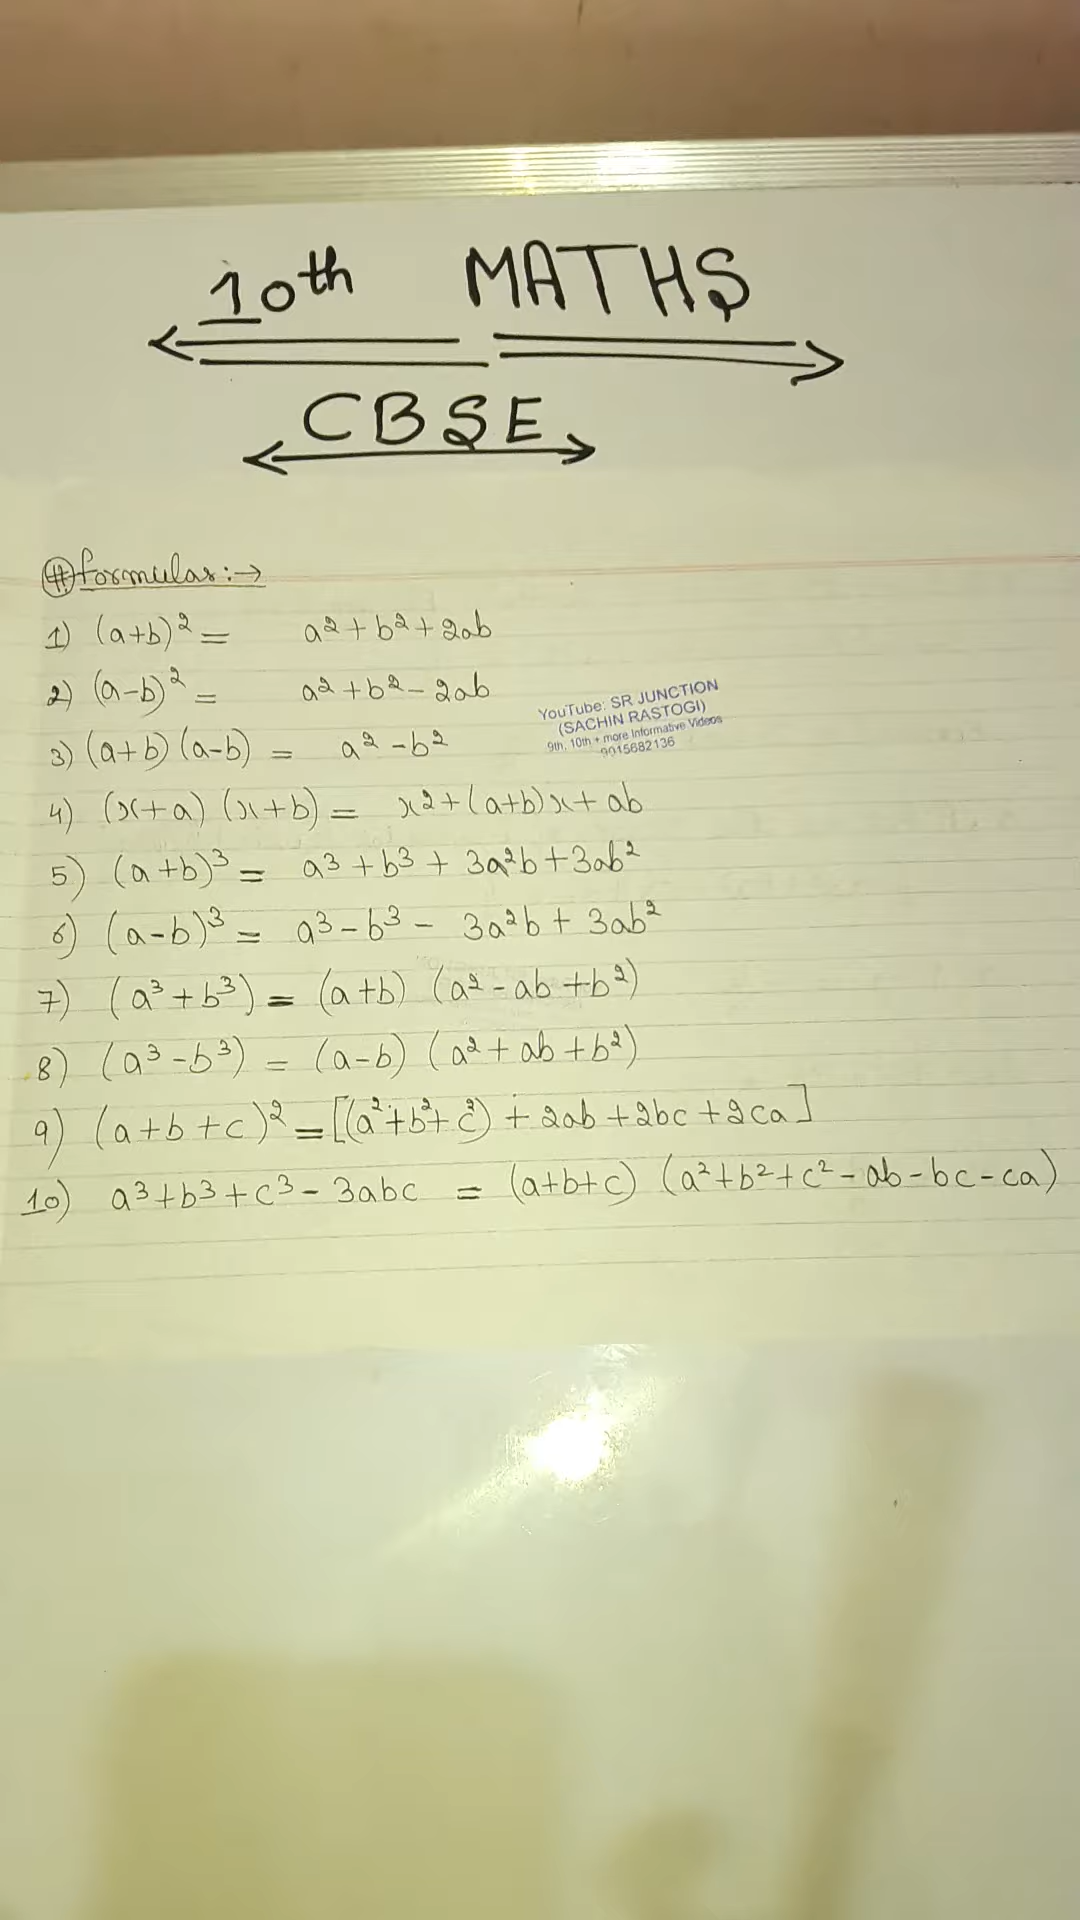 10th MATHS
CBSE
# formulas:→
1) (a+b)² = a² + b² + 2ab
2) (a-b)² = a² + b² - 2ab
3) (a+b) (a-b) = a² - b²
YouTube: SR JUNCTION
(SACHIN RASTOGI)
9th, 10th + more Informative Videos
9015682136
4) (x+a) (x+b) = x² + (a+b)x + ab
5) (a+b)³ = a³ + b³ + 3a²b + 3ab²
6) (a-b)³ = a³ - b³ - 3a²b + 3ab²
7) (a³ + b³) = (a+b) (a² - ab + b²)
8) (a³ - b³) = (a-b) (a² + ab + b²)
9) (a+b+c)² = [(a²+b²+c²) + 2ab + 2bc + 2ca]
10) a³+b³+c³ - 3abc = (a+b+c) (a²+b²+c² - ab - bc - ca)